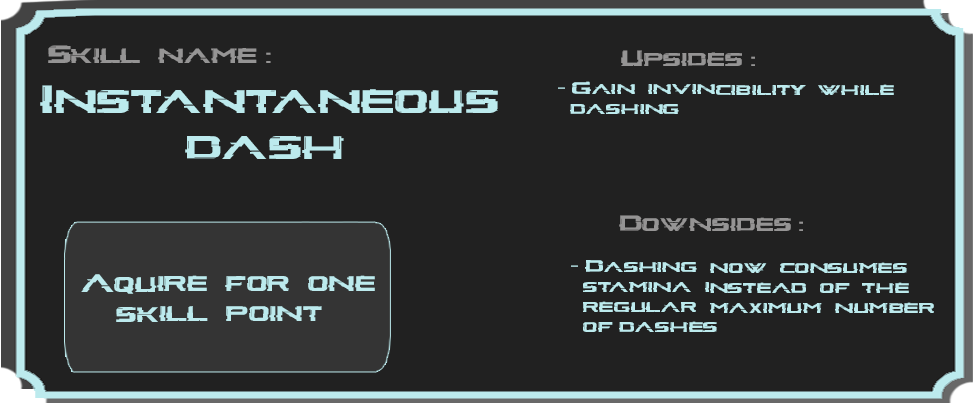 Skill name:
Instantaneous
dash
Aquire for one
skill point
Upsides:
- Gain invincibility while
dashing
Downsides:
- Dashing now consumes
stamina instead of the
regular maximum number
of dashes